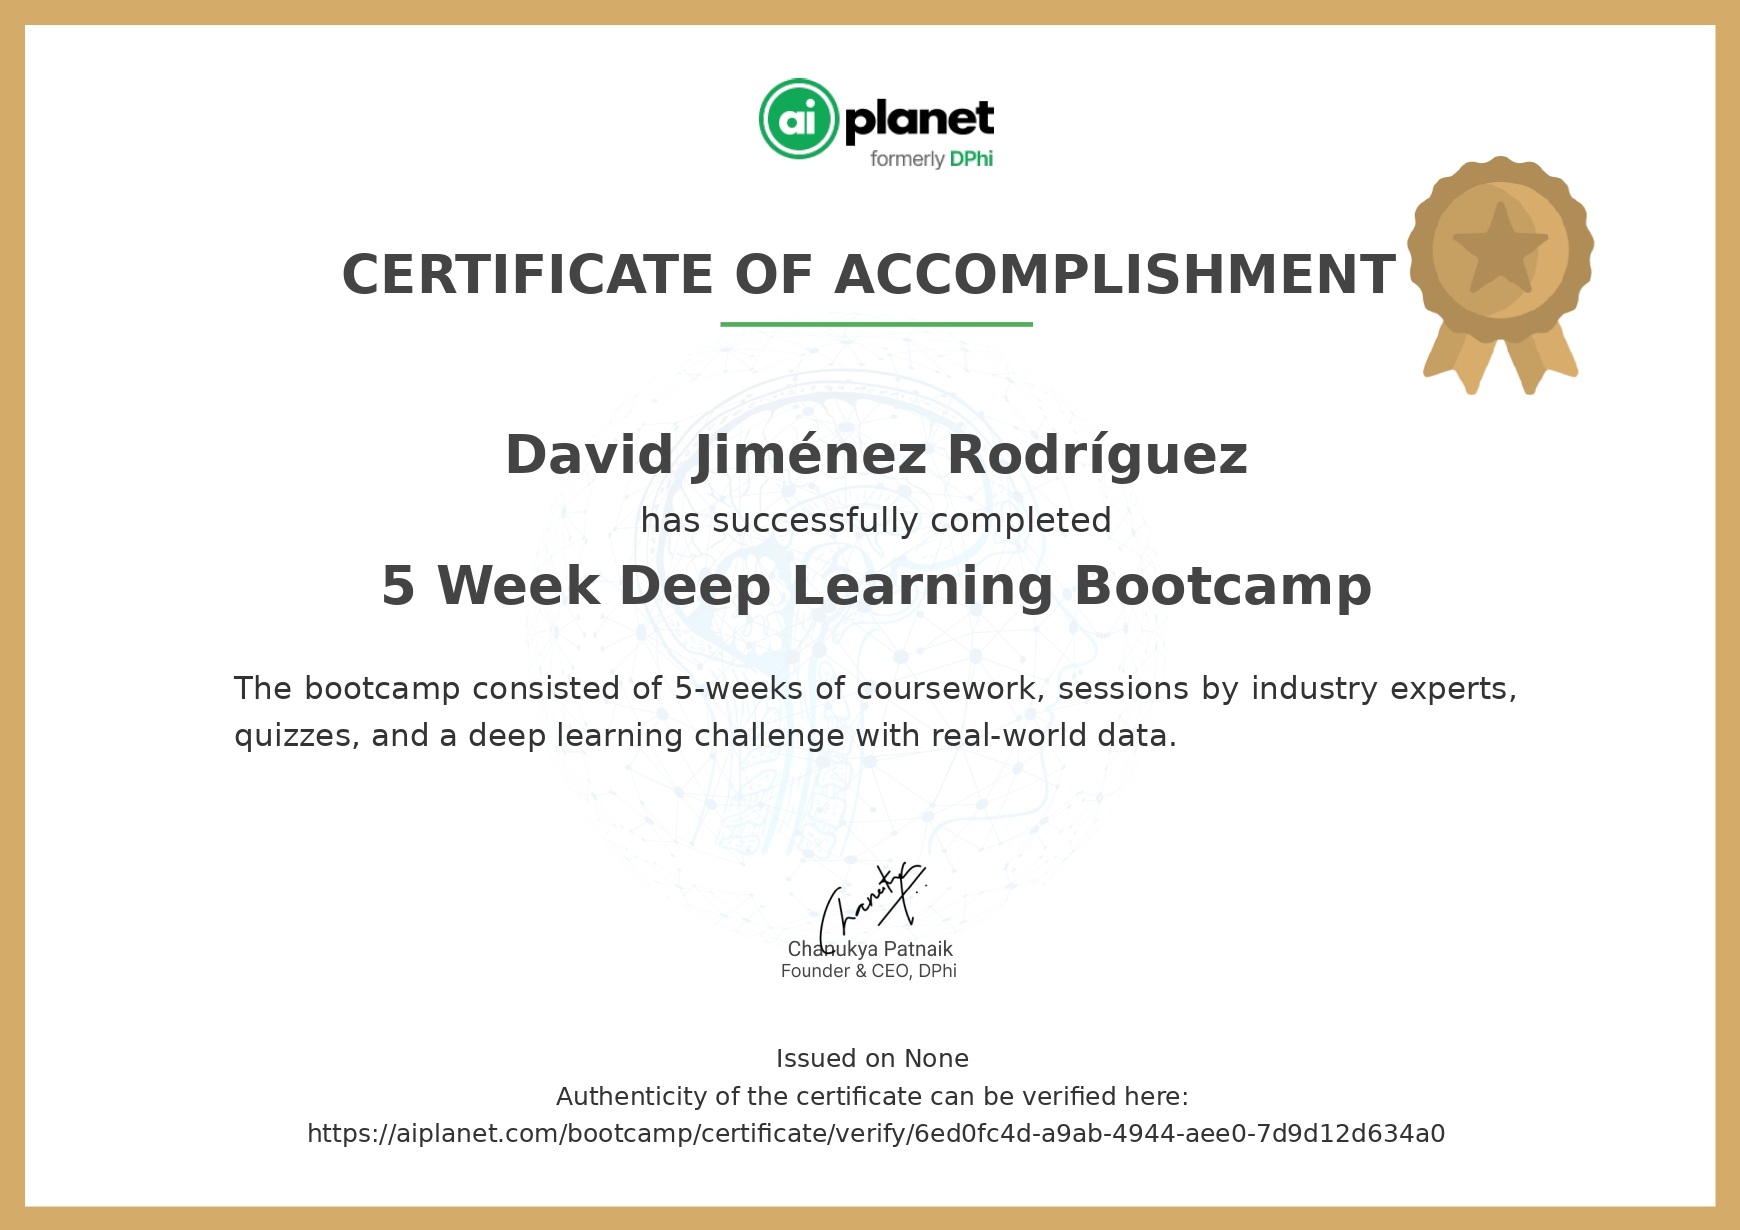 ai planet
formerly DPhi
CERTIFICATE OF ACCOMPLISHMENT
David Jiménez Rodríguez
has successfully completed
5 Week Deep Learning Bootcamp
The bootcamp consisted of 5-weeks of coursework, sessions by industry experts,
quizzes, and a deep learning challenge with real-world data.
Chanukya Patnaik
Founder & CEO, DPhi
Issued on None
Authenticity of the certificate can be verified here:
https://aiplanet.com/bootcamp/certificate/verify/6ed0fc4d-a9ab-4944-aee0-7d9d12d634a0